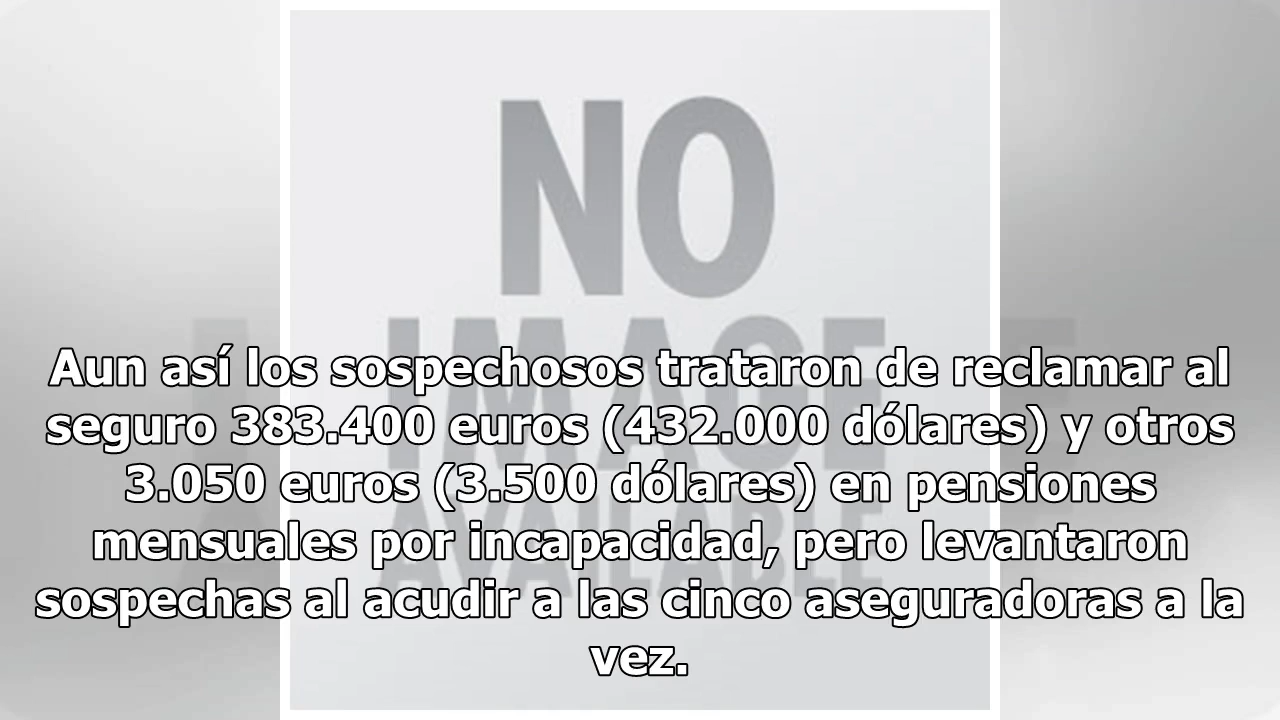 NO
IMAGE
AVAILABLE
Aun así los sospechosos trataron de reclamar al
seguro 383.400 euros (432.000 dólares) y otros
3.050 euros (3.500 dólares) en pensiones
mensuales por incapacidad, pero levantaron
sospechas al acudir a las cinco aseguradoras a la
vez.